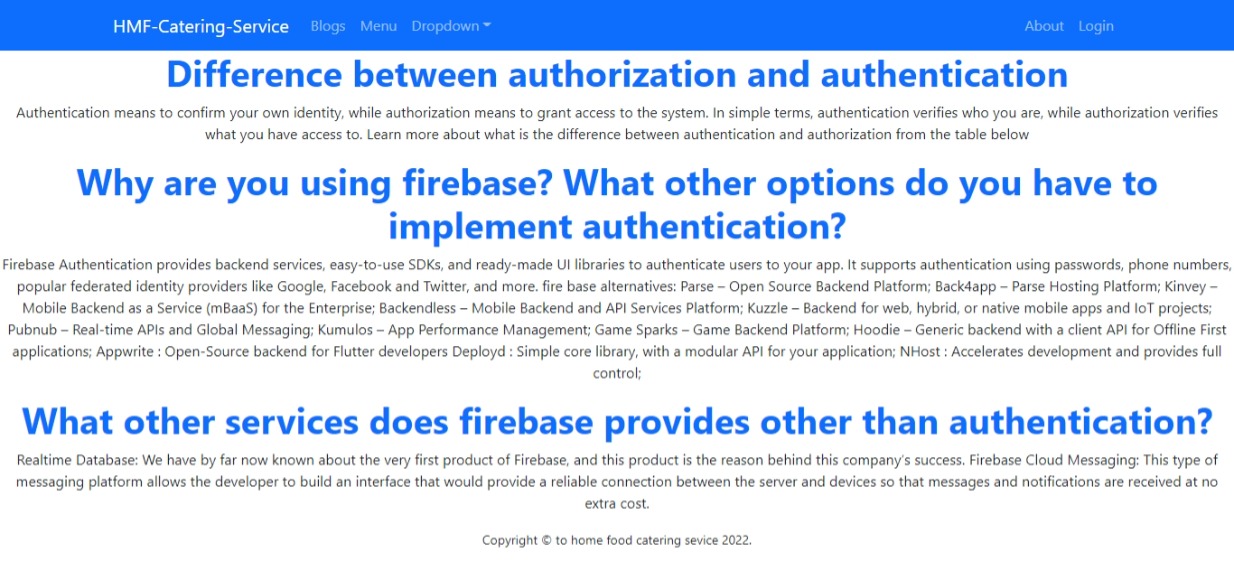 HMF-Catering-Service Blogs Menu Dropdown About Login
Difference between authorization and authentication
Authentication means to confirm your own identity, while authorization means to grant access to the system. In simple terms, authentication verifies who you are, while authorization verifies
what you have access to. Learn more about what is the difference between authentication and authorization from the table below
Why are you using firebase? What other options do you have to
implement authentication?
Firebase Authentication provides backend services, easy-to-use SDKs, and ready-made UI libraries to authenticate users to your app. It supports authentication using passwords, phone numbers,
popular federated identity providers like Google, Facebook and Twitter, and more. fire base alternatives: Parse – Open Source Backend Platform; Back4app – Parse Hosting Platform; Kinvey –
Mobile Backend as a Service (mBaaS) for the Enterprise; Backendless – Mobile Backend and API Services Platform; Kuzzle – Backend for web, hybrid, or native mobile apps and IoT projects;
Pubnub – Real-time APIs and Global Messaging; Kumulos – App Performance Management; Game Sparks – Game Backend Platform; Hoodie – Generic backend with a client API for Offline First
applications; Appwrite : Open-Source backend for Flutter developers Deployd : Simple core library, with a modular API for your application; NHost : Accelerates development and provides full
control;
What other services does firebase provides other than authentication?
Realtime Database: We have by far now known about the very first product of Firebase, and this product is the reason behind this company's success. Firebase Cloud Messaging: This type of
messaging platform allows the developer to build an interface that would provide a reliable connection between the server and devices so that messages and notifications are received at no
extra cost.
Copyright © to home food catering sevice 2022.